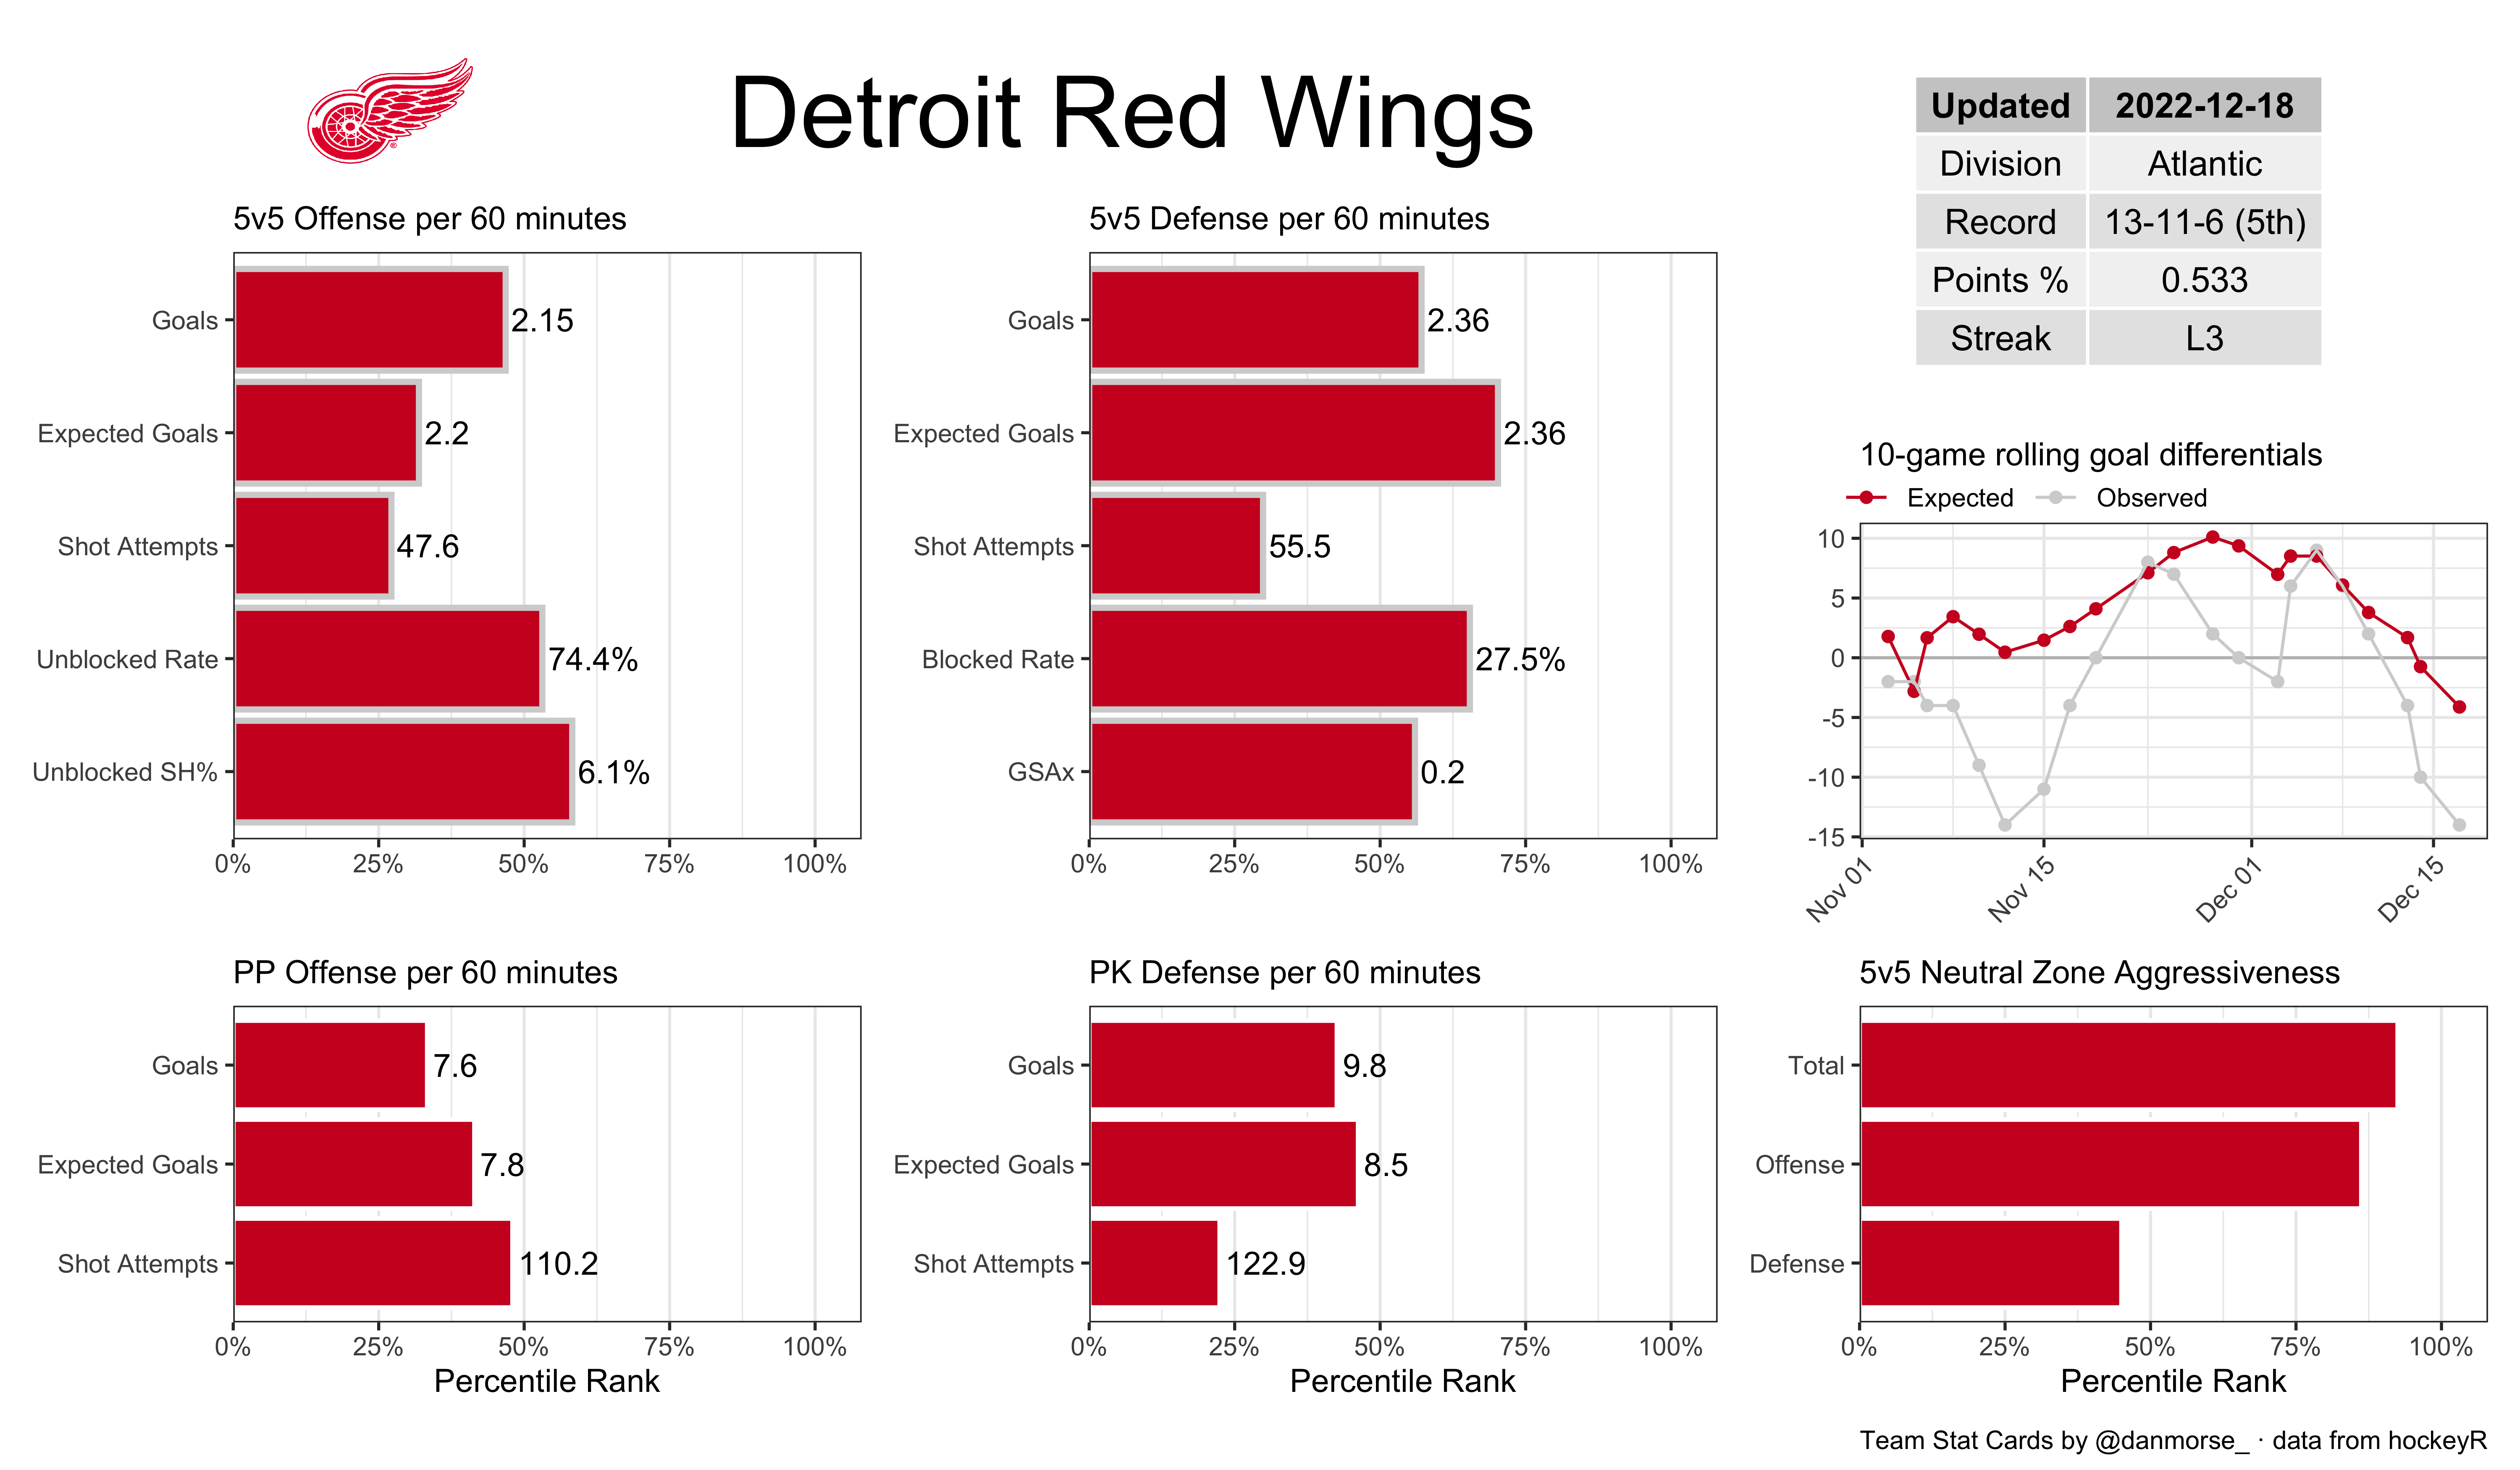 Detroit Red Wings
Updated 2022-12-18
Division Atlantic
Record 13-11-6 (5th)
Points % 0.533
Streak L3
5v5 Offense per 60 minutes
Goals 2.15
Expected Goals 2.2
Shot Attempts 47.6
Unblocked Rate 74.4%
Unblocked SH% 6.1%
0% 25% 50% 75% 100%
5v5 Defense per 60 minutes
Goals 2.36
Expected Goals 2.36
Shot Attempts 55.5
Blocked Rate 27.5%
GSAx 0.2
0% 25% 50% 75% 100%
10-game rolling goal differentials
Expected Observed
10
5
0
-5
-10
-15
Nov 01 Nov 15 Dec 01 Dec 15
PP Offense per 60 minutes
Goals 7.6
Expected Goals 7.8
Shot Attempts 110.2
0% 25% 50% 75% 100%
Percentile Rank
PK Defense per 60 minutes
Goals 9.8
Expected Goals 8.5
Shot Attempts 122.9
0% 25% 50% 75% 100%
Percentile Rank
5v5 Neutral Zone Aggressiveness
Total
Offense
Defense
0% 25% 50% 75% 100%
Percentile Rank
Team Stat Cards by @danmorse_ · data from hockeyR